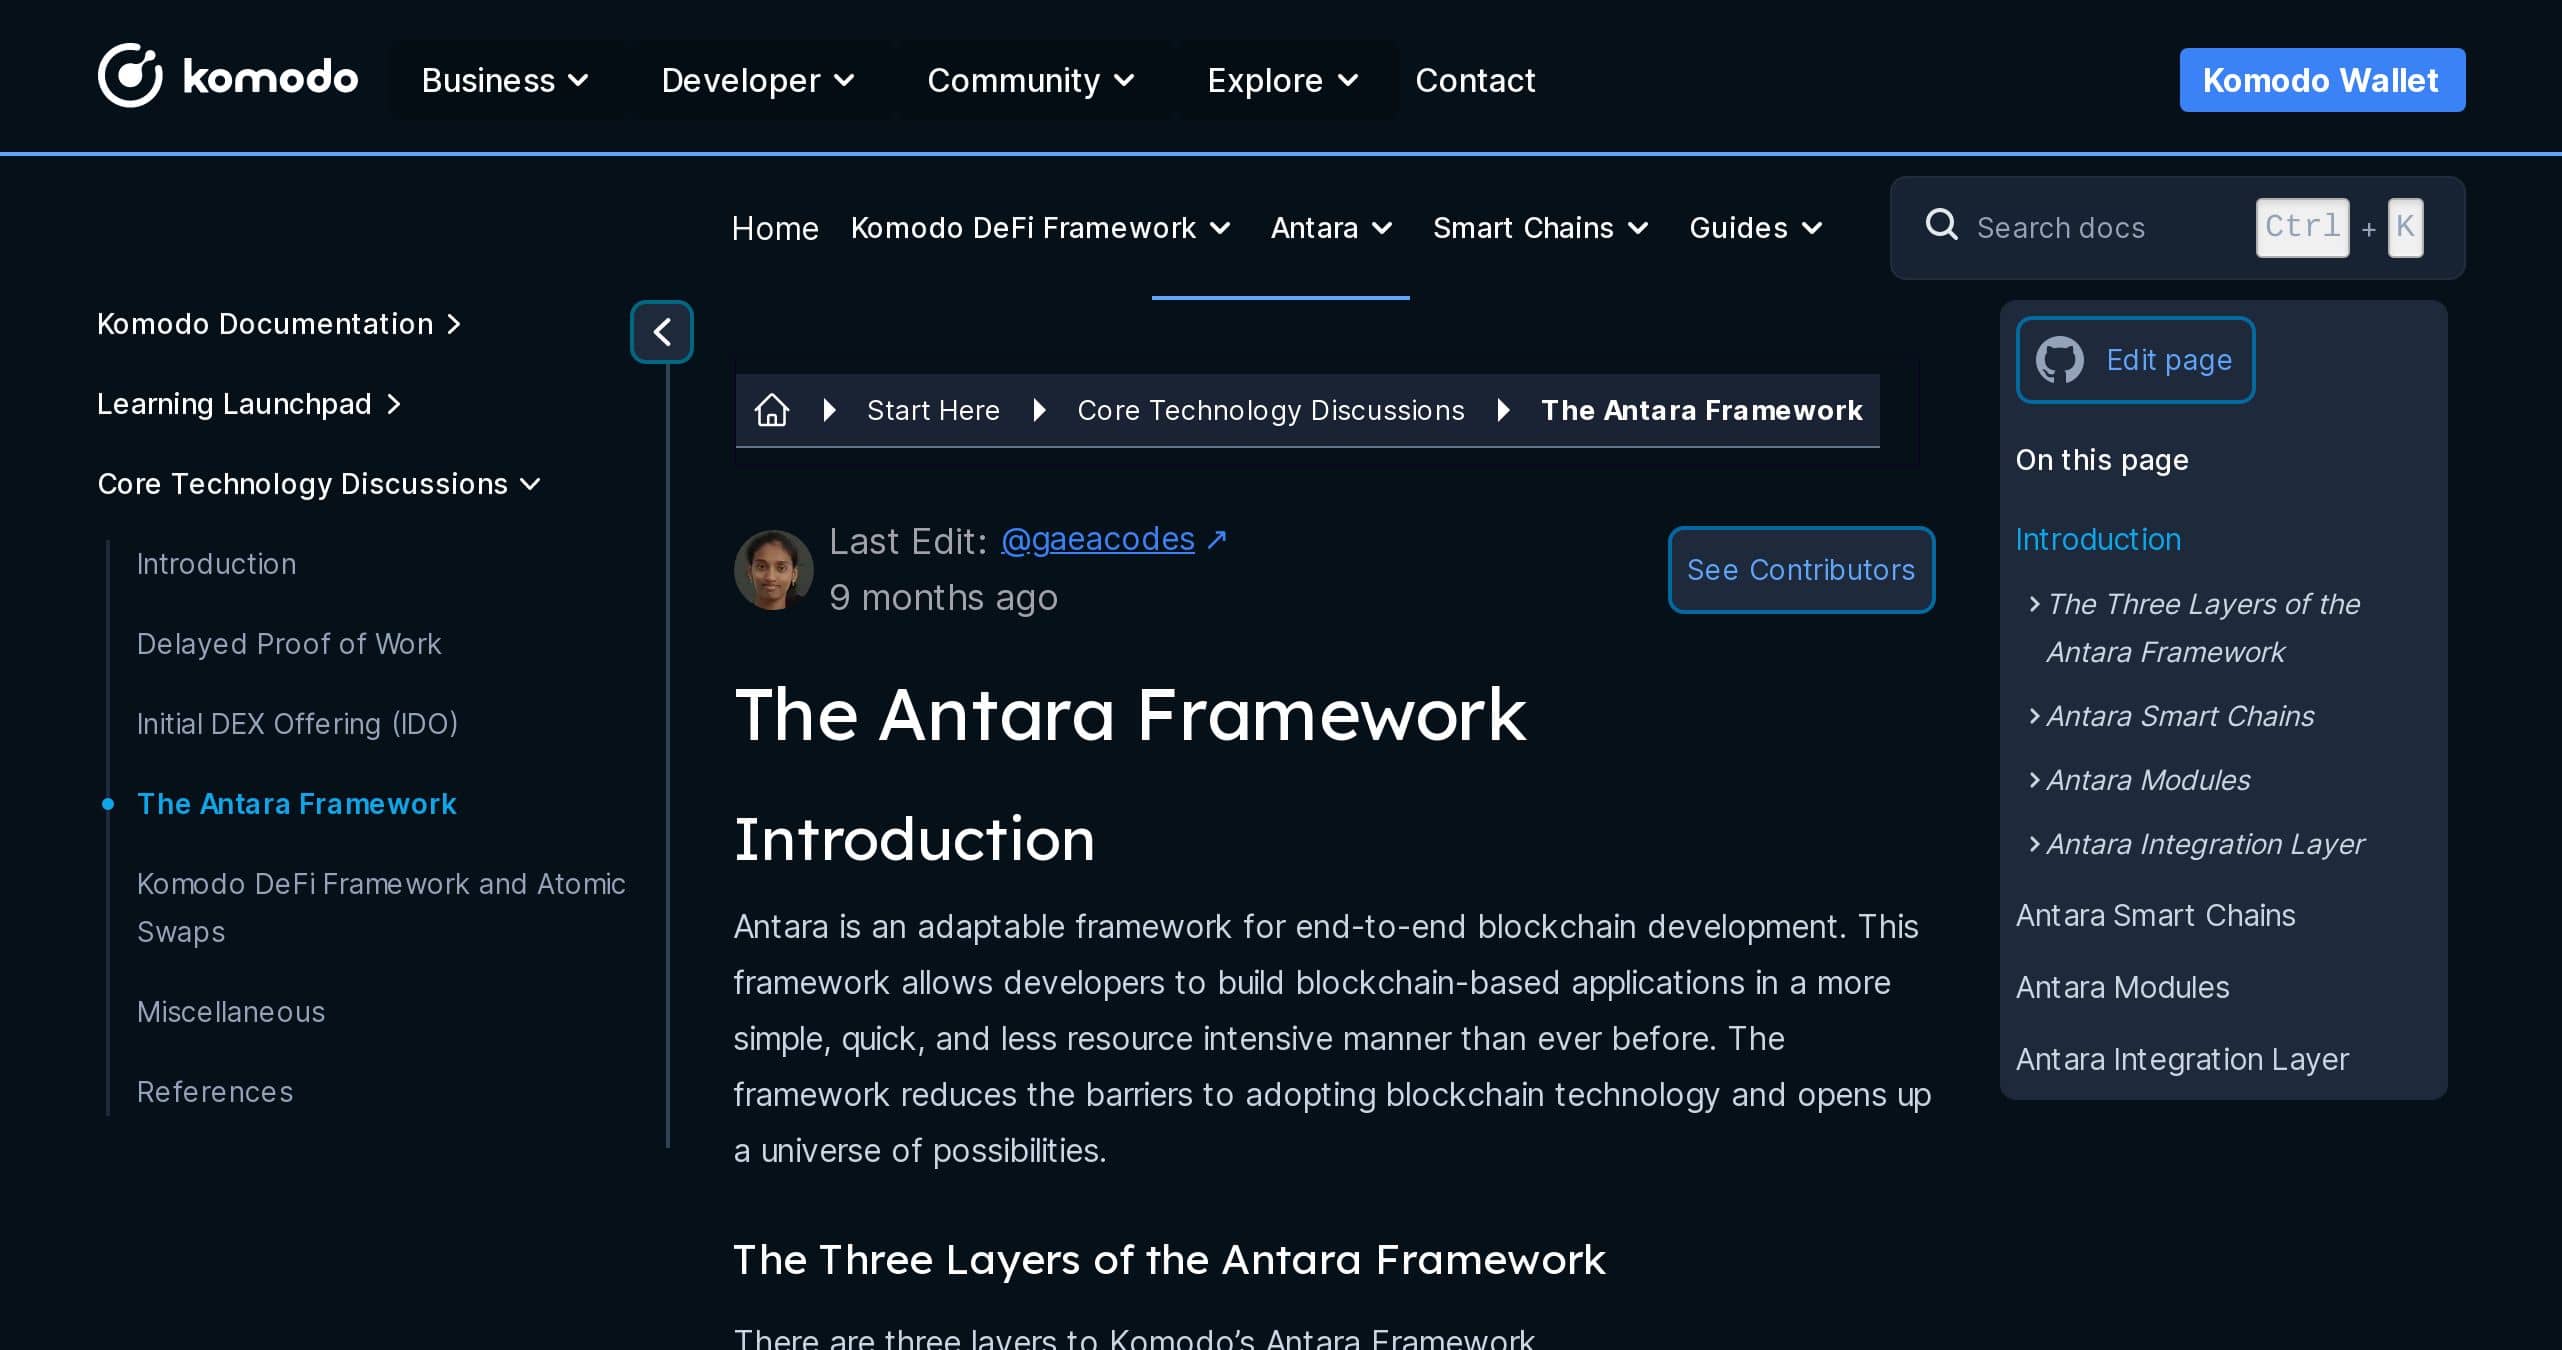 komodo Business Developer Community Explore Contact Komodo Wallet
Home Komodo DeFi Framework Antara Smart Chains Guides Search docs Ctrl + K
Komodo Documentation
Learning Launchpad
Core Technology Discussions
Introduction
Delayed Proof of Work
Initial DEX Offering (IDO)
The Antara Framework
Komodo DeFi Framework and Atomic
Swaps
Miscellaneous
References
Start Here Core Technology Discussions The Antara Framework
Last Edit: @gaeacodes ↗
9 months ago
See Contributors
The Antara Framework
Introduction
Antara is an adaptable framework for end-to-end blockchain development. This
framework allows developers to build blockchain-based applications in a more
simple, quick, and less resource intensive manner than ever before. The
framework reduces the barriers to adopting blockchain technology and opens up
a universe of possibilities.
The Three Layers of the Antara Framework
There are three layers to Komodo’s Antara Framework
Edit page
On this page
Introduction
The Three Layers of the
Antara Framework
Antara Smart Chains
Antara Modules
Antara Integration Layer
Antara Smart Chains
Antara Modules
Antara Integration Layer